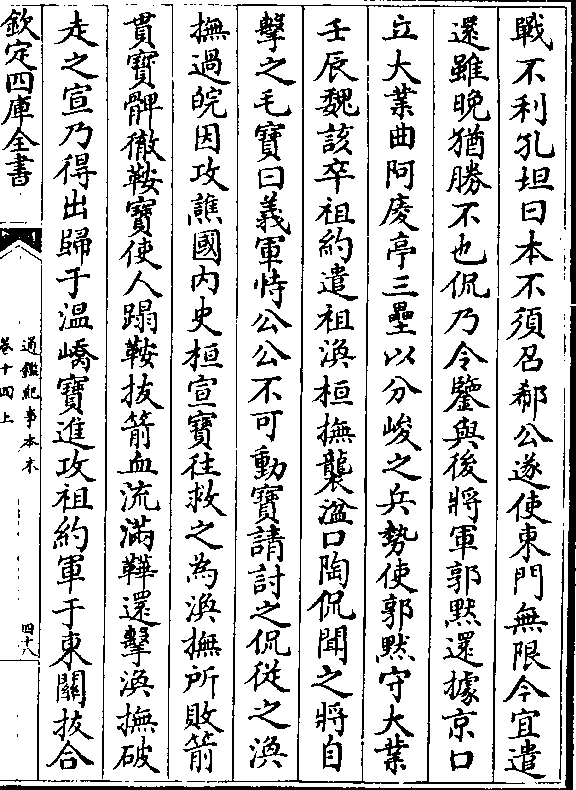 戰不利孔坦曰本不須召郗公遂使東門無限今宜遣
還雖晚猶勝不也侃乃令鑒與後將軍郭黙還據京口
立大業曲阿庱亭三壘以分峻之兵勢使郭黙守大業
壬辰魏該卒祖約遣祖渙桓撫襲湓口陶侃聞之將自
擊之毛寶曰義軍恃公公不可動寶請討之侃從之渙
撫過皖因攻譙國内史桓宣寶往救之為渙撫所敗箭
貫寶髀徹鞍寶使人蹋鞍拔箭血流滿鞾還擊渙撫破
走之宣乃得出歸于温嶠寶進攻祖約軍于東關拔合
欽定四庫全書
通鑑紀事本末
卷十四上
四十八